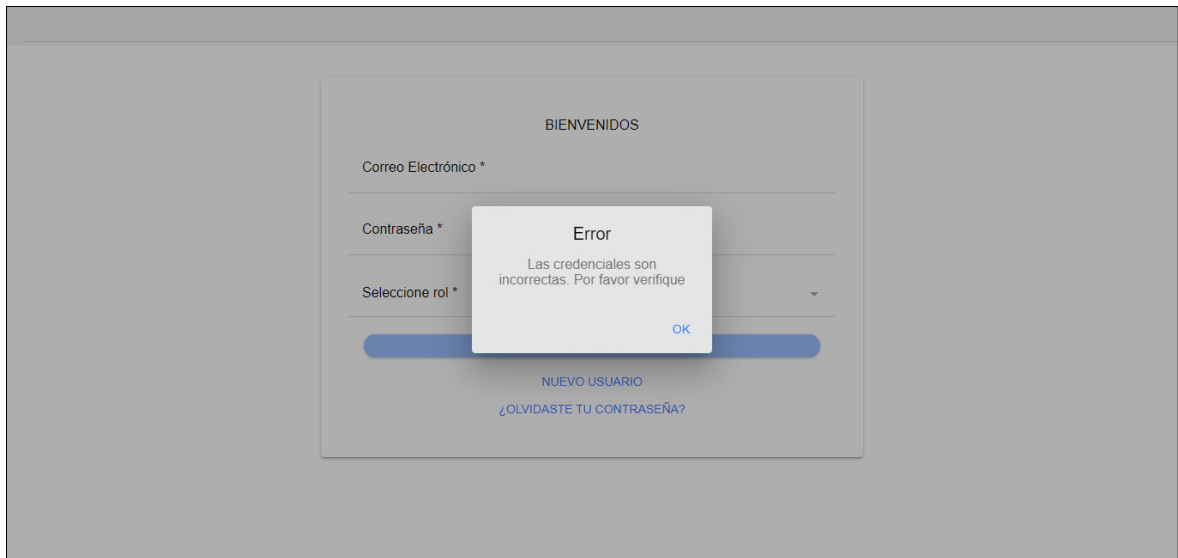 BIENVENIDOS
Correo Electrónico *
Contraseña *
Error
Las credenciales son
incorrectas. Por favor verifique
Seleccione rol *
OK
NUEVO USUARIO
¿OLVIDASTE TU CONTRASEÑA?